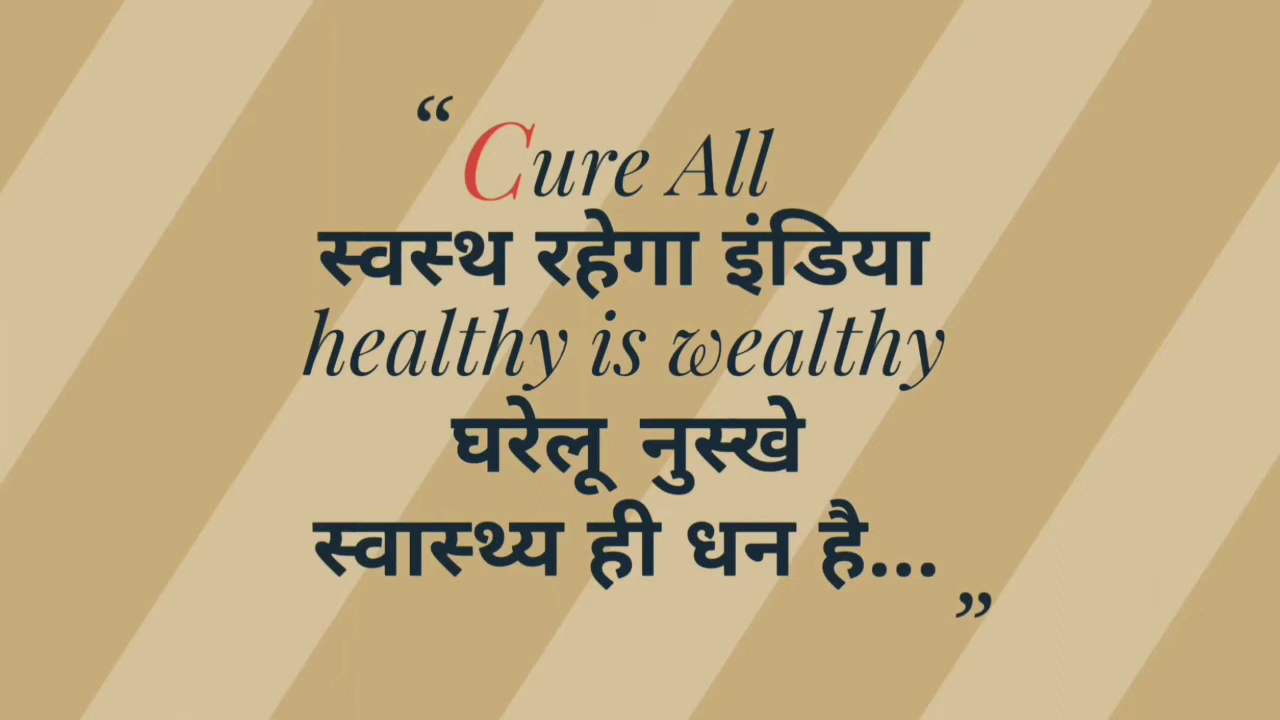 “ Cure All
स्वस्थ रहेगा इंडिया
healthy is wealthy
घरेलू नुस्खे
स्वास्थ्य ही धन है... ”